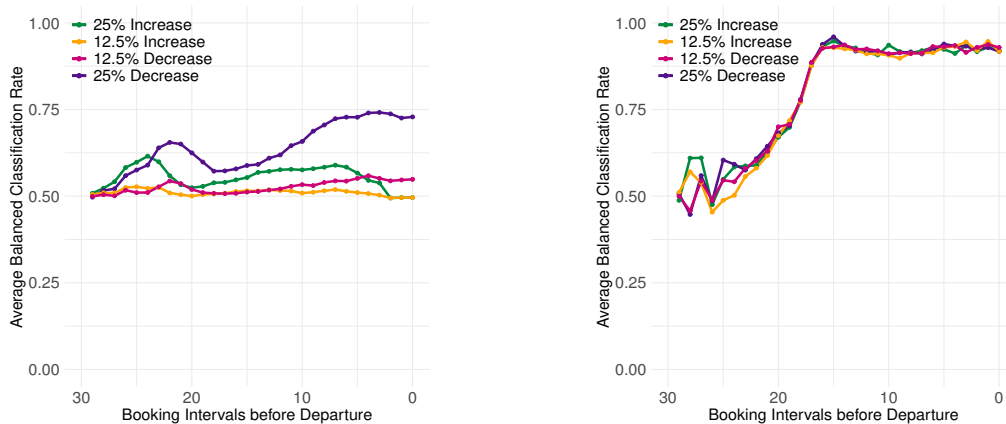 1.00
0.75
0.50
0.25
0.00
Average Balanced Classification Rate
25% Increase
12.5% Increase
12.5% Decrease
25% Decrease
30
20
10
0
Booking Intervals before Departure
1.00
0.75
0.50
0.25
0.00
Average Balanced Classification Rate
25% Increase
12.5% Increase
12.5% Decrease
25% Decrease
30
20
10
0
Booking Intervals before Departure